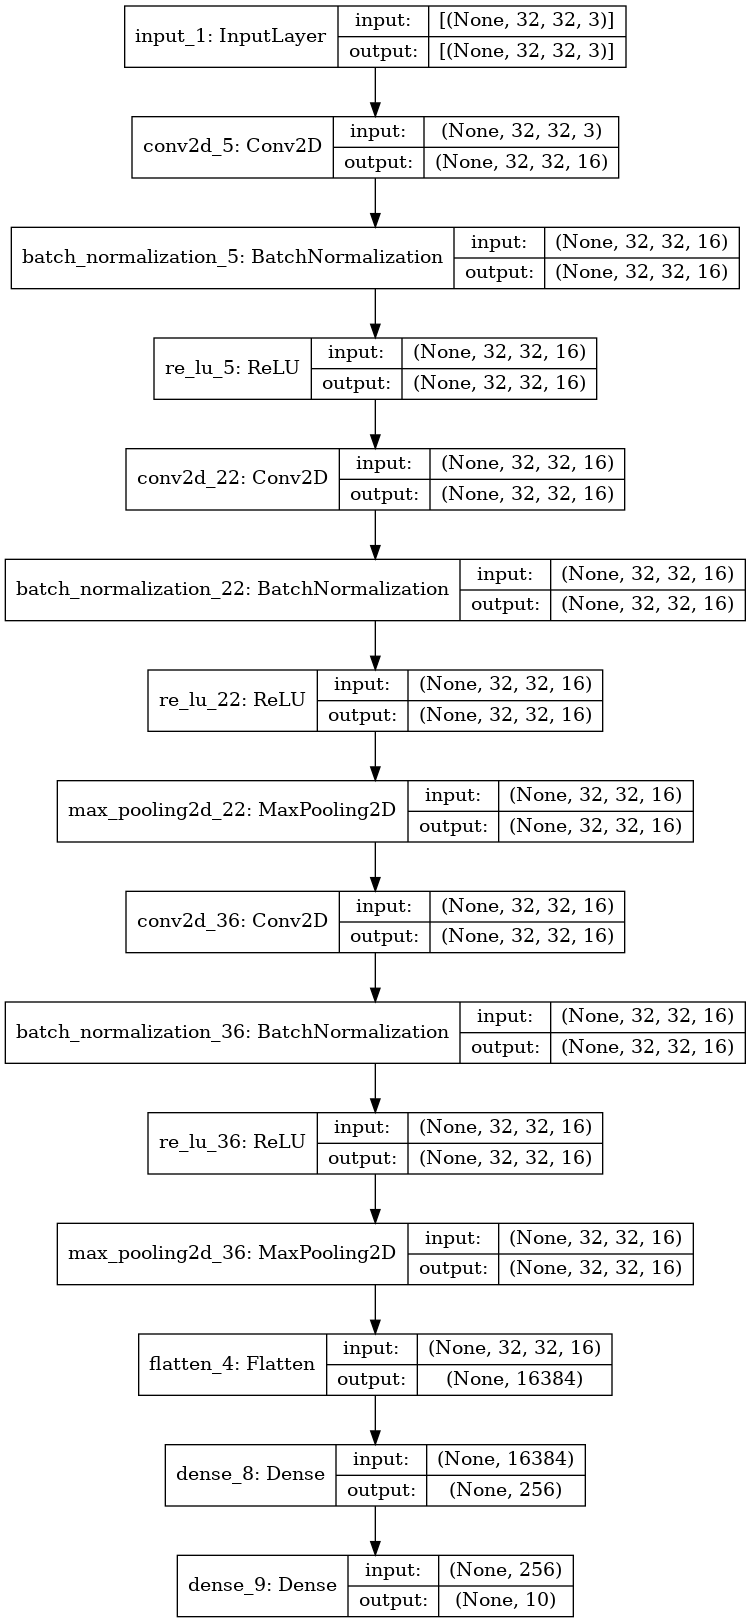 input_1: InputLayer
input:
[(None, 32, 32, 3)]
output:
[(None, 32, 32, 3)]
conv2d_5: Conv2D
input:
(None, 32, 32, 3)
output:
(None, 32, 32, 16)
batch_normalization_5: BatchNormalization
input:
(None, 32, 32, 16)
output:
(None, 32, 32, 16)
re_lu_5: ReLU
input:
(None, 32, 32, 16)
output:
(None, 32, 32, 16)
conv2d_22: Conv2D
input:
(None, 32, 32, 16)
output:
(None, 32, 32, 16)
batch_normalization_22: BatchNormalization
input:
(None, 32, 32, 16)
output:
(None, 32, 32, 16)
re_lu_22: ReLU
input:
(None, 32, 32, 16)
output:
(None, 32, 32, 16)
max_pooling2d_22: MaxPooling2D
input:
(None, 32, 32, 16)
output:
(None, 32, 32, 16)
conv2d_36: Conv2D
input:
(None, 32, 32, 16)
output:
(None, 32, 32, 16)
batch_normalization_36: BatchNormalization
input:
(None, 32, 32, 16)
output:
(None, 32, 32, 16)
re_lu_36: ReLU
input:
(None, 32, 32, 16)
output:
(None, 32, 32, 16)
max_pooling2d_36: MaxPooling2D
input:
(None, 32, 32, 16)
output:
(None, 32, 32, 16)
flatten_4: Flatten
input:
(None, 32, 32, 16)
output:
(None, 16384)
dense_8: Dense
input:
(None, 16384)
output:
(None, 256)
dense_9: Dense
input:
(None, 256)
output:
(None, 10)